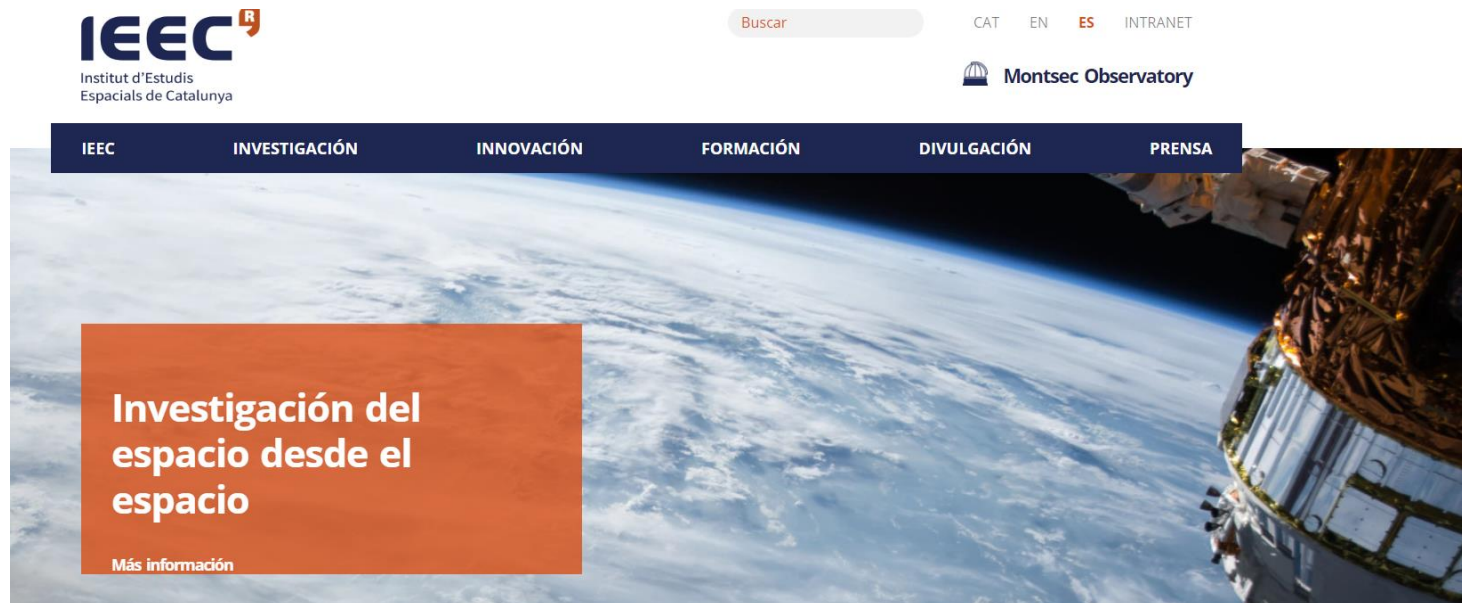 IEEC R
Institut d'Estudis
Espacials de Catalunya
Buscar
CAT EN ES INTRANET
Montsec Observatory
IEEC INVESTIGACIÓN INNOVACIÓN FORMACIÓN DIVULGACIÓN PRENSA
Investigación del
espacio desde el
espacio
Más información